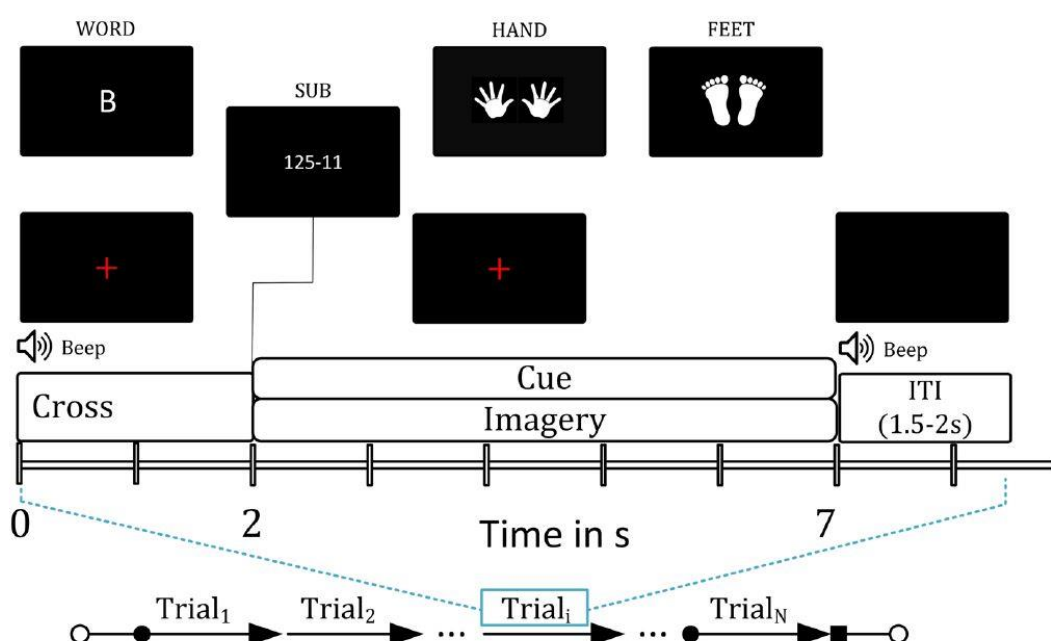 WORD
HAND
FEET
B
SUB
125-11
Beep
Beep
Cross
Cue
Imagery
ITI
(1.5-2s)
0
2
Time in s
7
Trial1
Trial2
...
Triali
...
TrialN